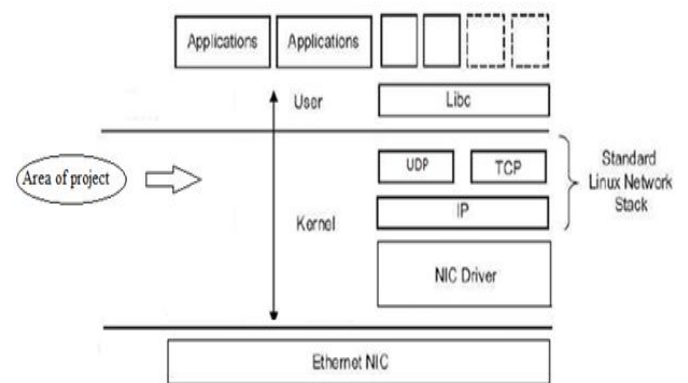 Applications
Applications
User
Libc
Area of project
UDP
TCP
Standard
Linux Network
Stack
IP
Kernel
NIC Driver
Ethernet NIC